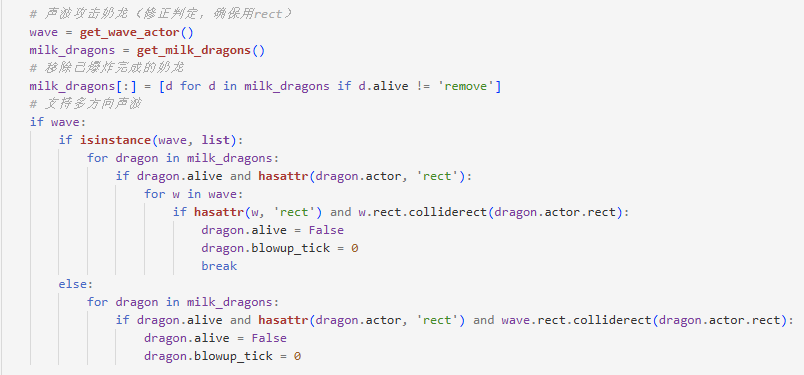 # 声波攻击奶龙（修正判定，确保用rect）
wave = get_wave_actor()
milk_dragons = get_milk_dragons()
# 移除已爆炸完成的奶龙
milk_dragons[:] = [d for d in milk_dragons if d.alive != 'remove']
# 支持多方向声波
if wave:
    if isinstance(wave, list):
        for dragon in milk_dragons:
            if dragon.alive and hasattr(dragon.actor, 'rect'):
                for w in wave:
                    if hasattr(w, 'rect') and w.rect.colliderect(dragon.actor.rect):
                        dragon.alive = False
                        dragon.blowup_tick = 0
                        break
    else:
        for dragon in milk_dragons:
            if dragon.alive and hasattr(dragon.actor, 'rect') and wave.rect.colliderect(dragon.actor.rect):
                dragon.alive = False
                dragon.blowup_tick = 0